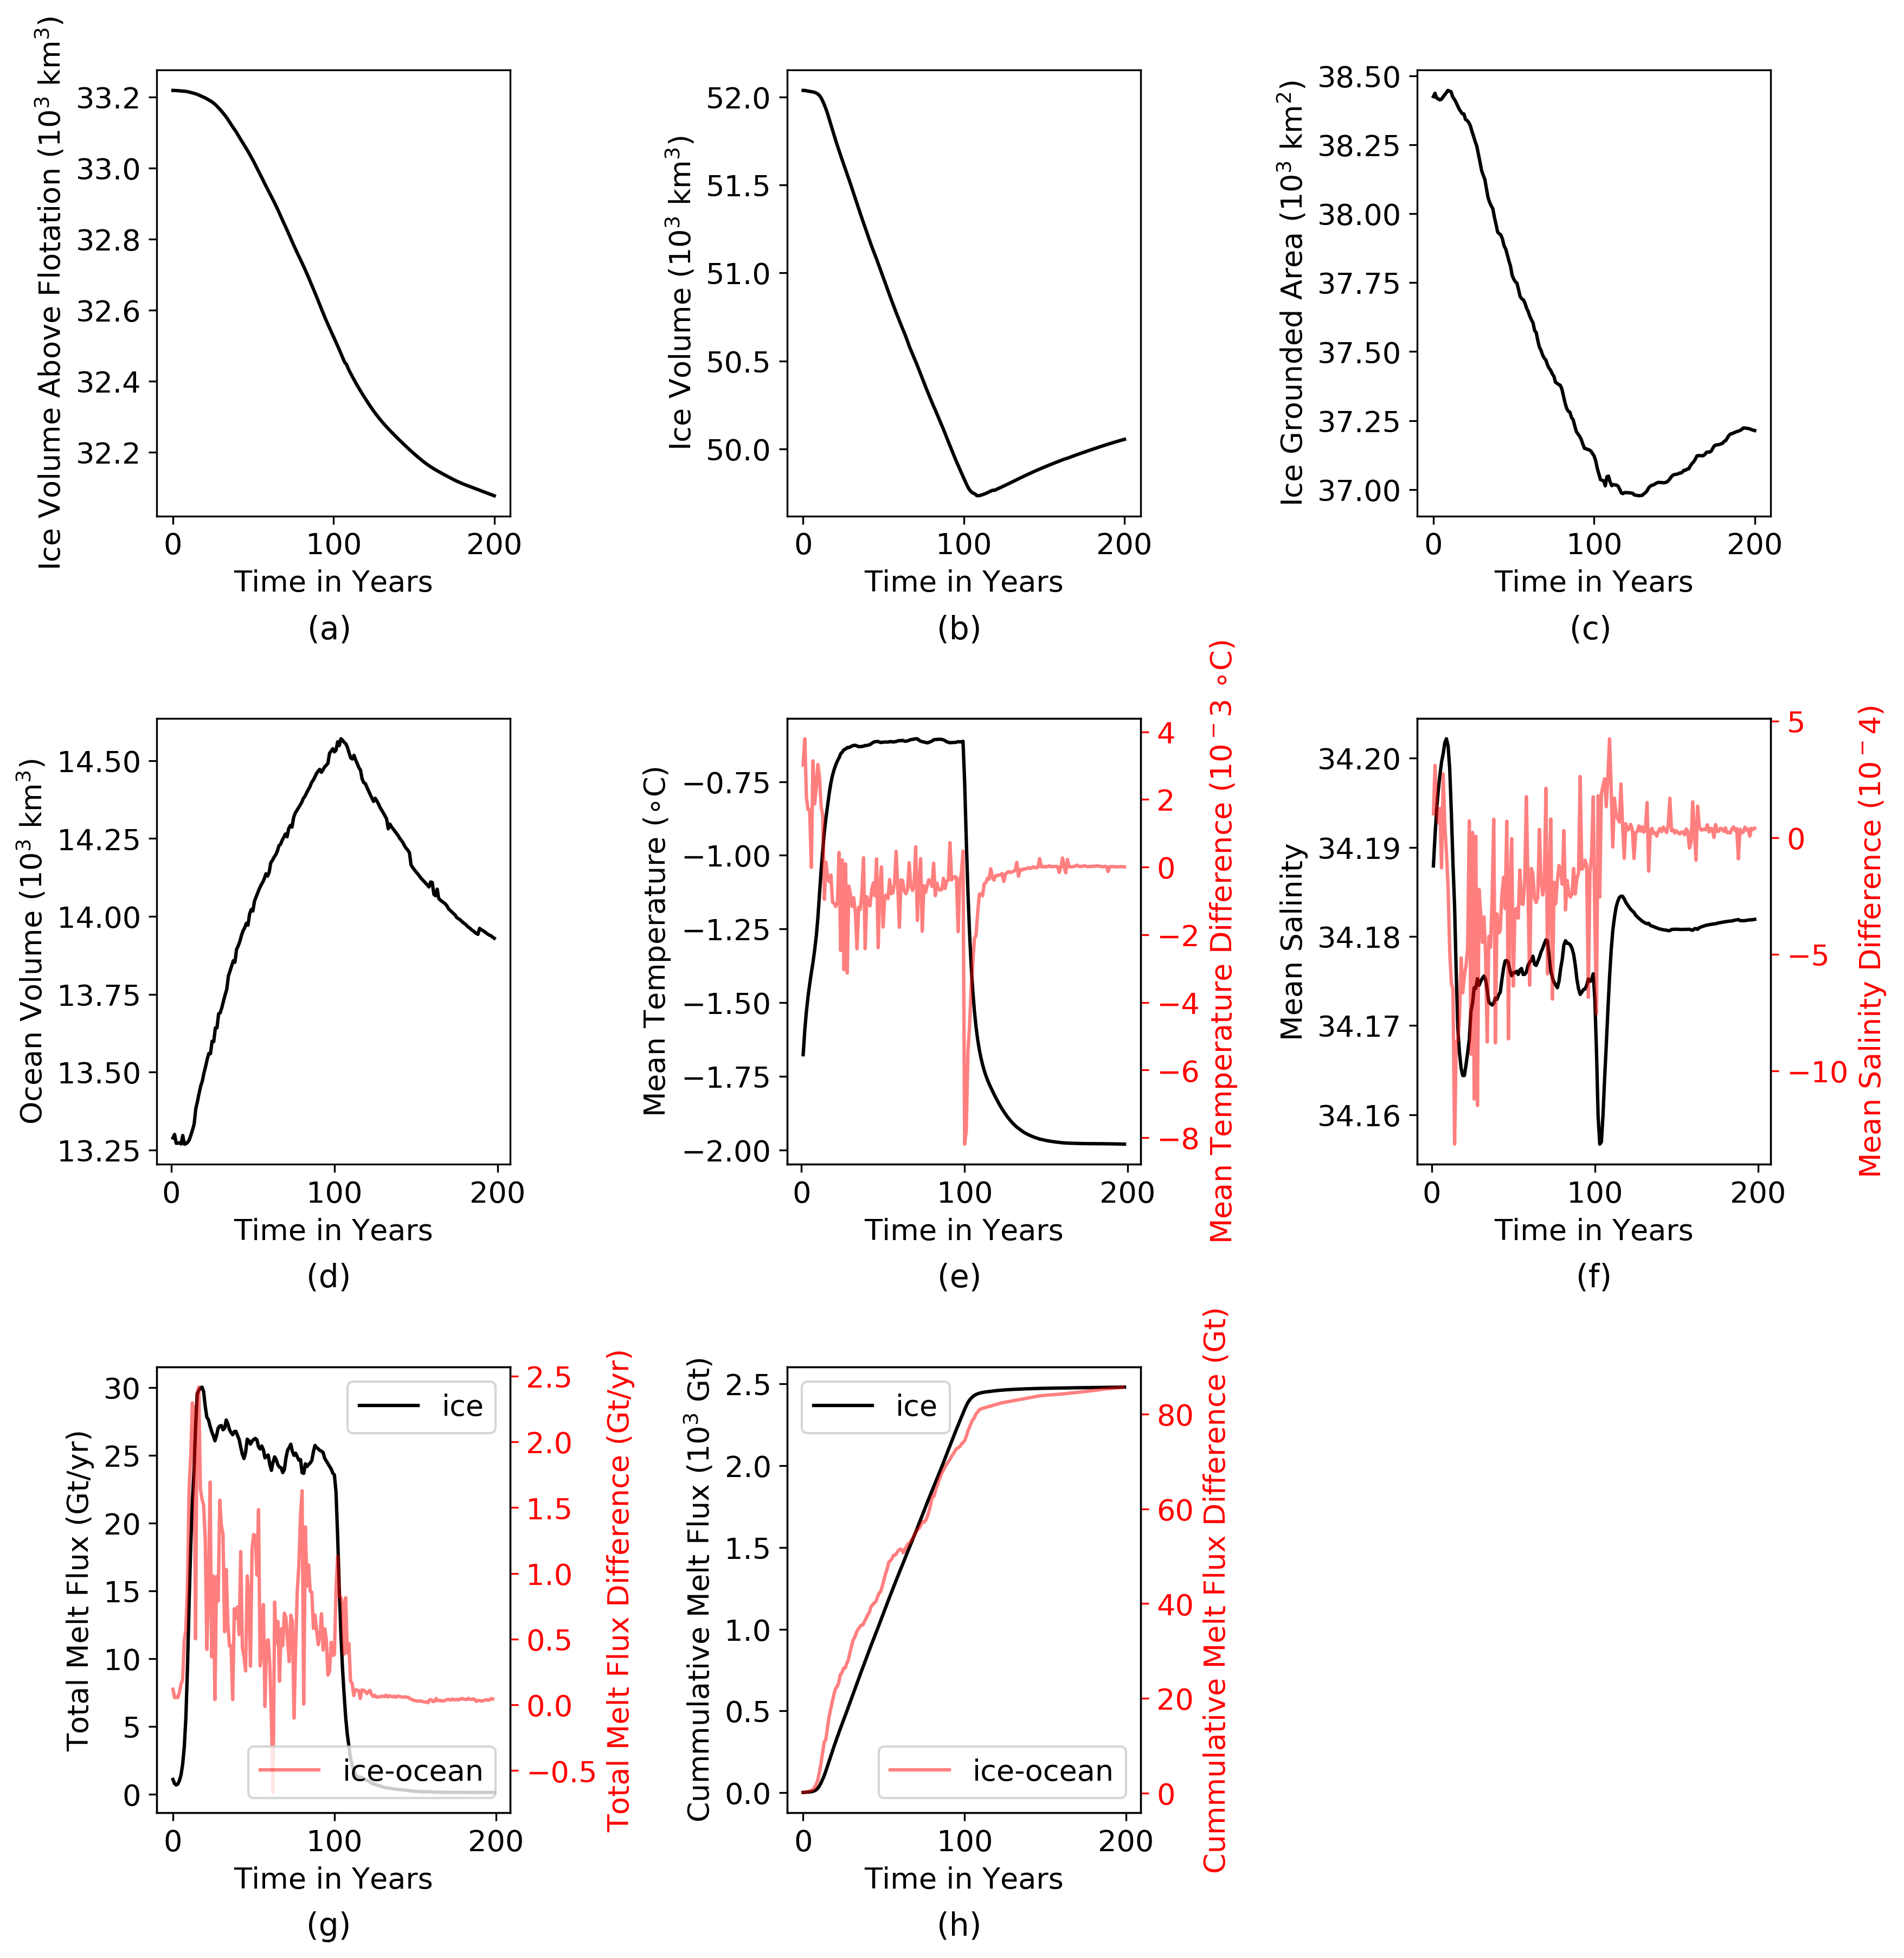 Ice Volume Above Flotation (10³ km³)
33.2
33.0
32.8
32.6
32.4
32.2
0 100 200
Time in Years
(a)
Ice Volume (10³ km³)
52.0
51.5
51.0
50.5
50.0
0 100 200
Time in Years
(b)
Ice Grounded Area (10³ km²)
38.50
38.25
38.00
37.75
37.50
37.25
37.00
0 100 200
Time in Years
(c)
Ocean Volume (10³ km³)
14.50
14.25
14.00
13.75
13.50
13.25
0 100 200
Time in Years
(d)
Mean Temperature (∘C)
−0.75
−1.00
−1.25
−1.50
−1.75
−2.00
0 100 200
Time in Years
(e)
4
2
0
−2
−4
−6
−8
Mean Temperature Difference (10⁻3 ∘C)
Mean Salinity
34.20
34.19
34.18
34.17
34.16
0 100 200
Time in Years
(f)
5
0
−5
−10
Mean Salinity Difference (10⁻4)
Total Melt Flux (Gt/yr)
30
25
20
15
10
5
0
ice
ice-ocean
0 100 200
Time in Years
(g)
2.5
2.0
1.5
1.0
0.5
0.0
−0.5
Total Melt Flux Difference (Gt/yr)
Cummulative Melt Flux (10³ Gt)
2.5
2.0
1.5
1.0
0.5
0.0
ice
ice-ocean
0 100 200
Time in Years
(h)
80
60
40
20
0
Cummulative Melt Flux Difference (Gt)